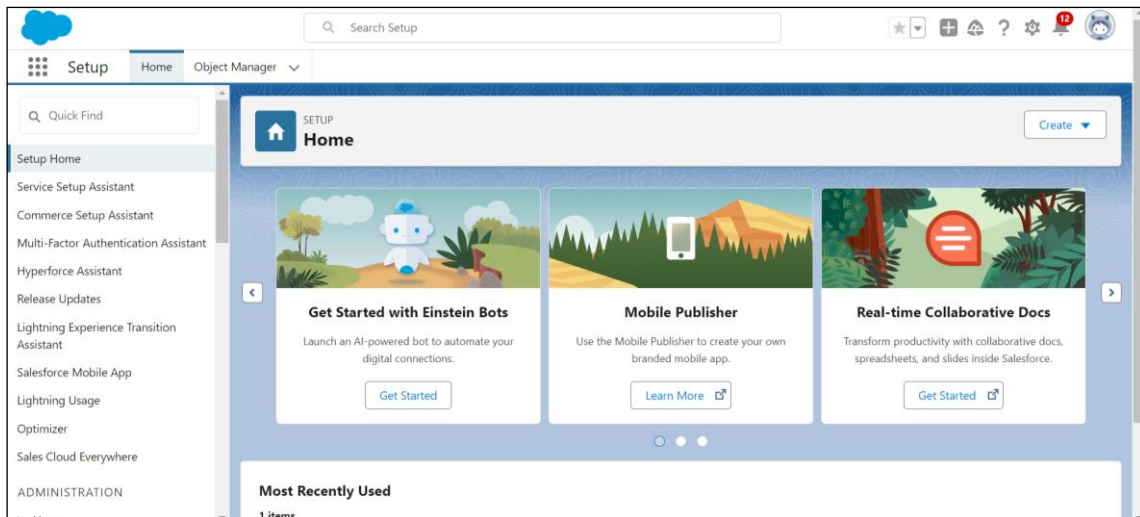 Search Setup
12
Setup
Home
Object Manager
Quick Find
Setup Home
Service Setup Assistant
Commerce Setup Assistant
Multi-Factor Authentication Assistant
Hyperforce Assistant
Release Updates
Lightning Experience Transition
Assistant
Salesforce Mobile App
Lightning Usage
Optimizer
Sales Cloud Everywhere
ADMINISTRATION
SETUP
Home
Create
Get Started with Einstein Bots
Launch an AI-powered bot to automate your
digital connections.
Get Started
Mobile Publisher
Use the Mobile Publisher to create your own
branded mobile app.
Learn More
Real-time Collaborative Docs
Transform productivity with collaborative docs,
spreadsheets, and slides inside Salesforce.
Get Started
Most Recently Used
1 items